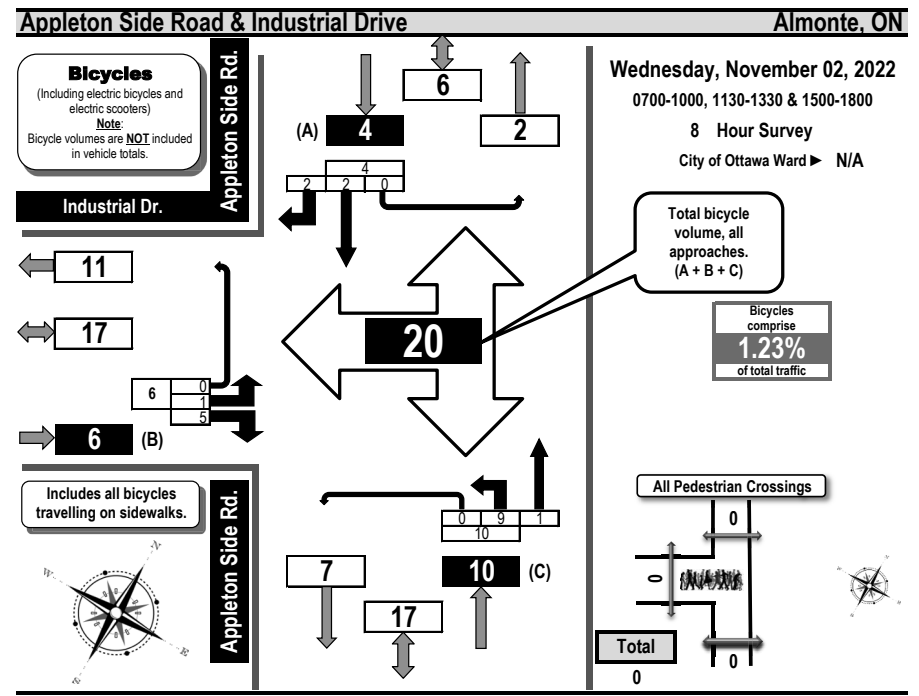 Appleton Side Road & Industrial Drive
Almonte, ON
Bicycles
(Including electric bicycles and
electric scooters)
Note:
Bicycle volumes are NOT included
in vehicle totals.
Appleton Side Rd.
Industrial Dr.
6
(A) 4
2
4
2 2 0
Wednesday, November 02, 2022
0700-1000, 1130-1330 & 1500-1800
8 Hour Survey
City of Ottawa Ward ► N/A
Total bicycle
volume, all
approaches.
(A + B + C)
11
17
20
Bicycles
comprise
1.23%
of total traffic
6
0
1
5
6 (B)
Includes all bicycles
travelling on sidewalks.
Appleton Side Rd.
N
W
E
S
0 9 1
10
7
10 (C)
17
All Pedestrian Crossings
0
0
0
Total
0